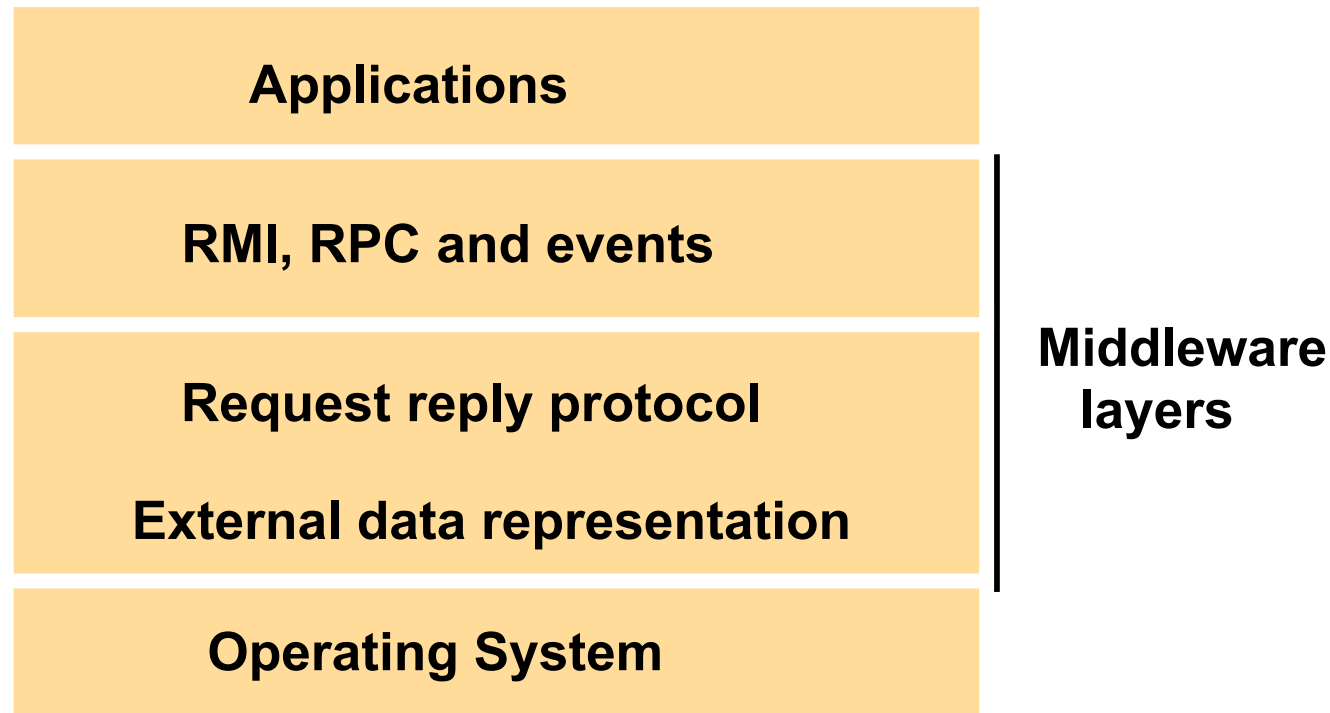 Applications
RMI, RPC and events
Request reply protocol
External data representation
Operating System
Middleware
layers